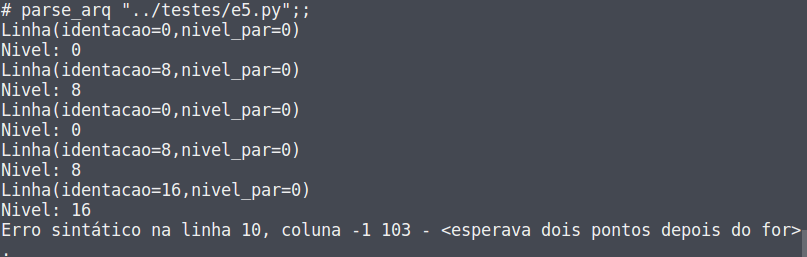 # parse_arq "../testes/e5.py";;
Linha(identacao=0,nivel_par=0)
Nivel: 0
Linha(identacao=8,nivel_par=0)
Nivel: 8
Linha(identacao=0,nivel_par=0)
Nivel: 0
Linha(identacao=8,nivel_par=0)
Nivel: 8
Linha(identacao=16,nivel_par=0)
Nivel: 16
Erro sintático na linha 10, coluna -1 103 - <esperava dois pontos depois do for>
.